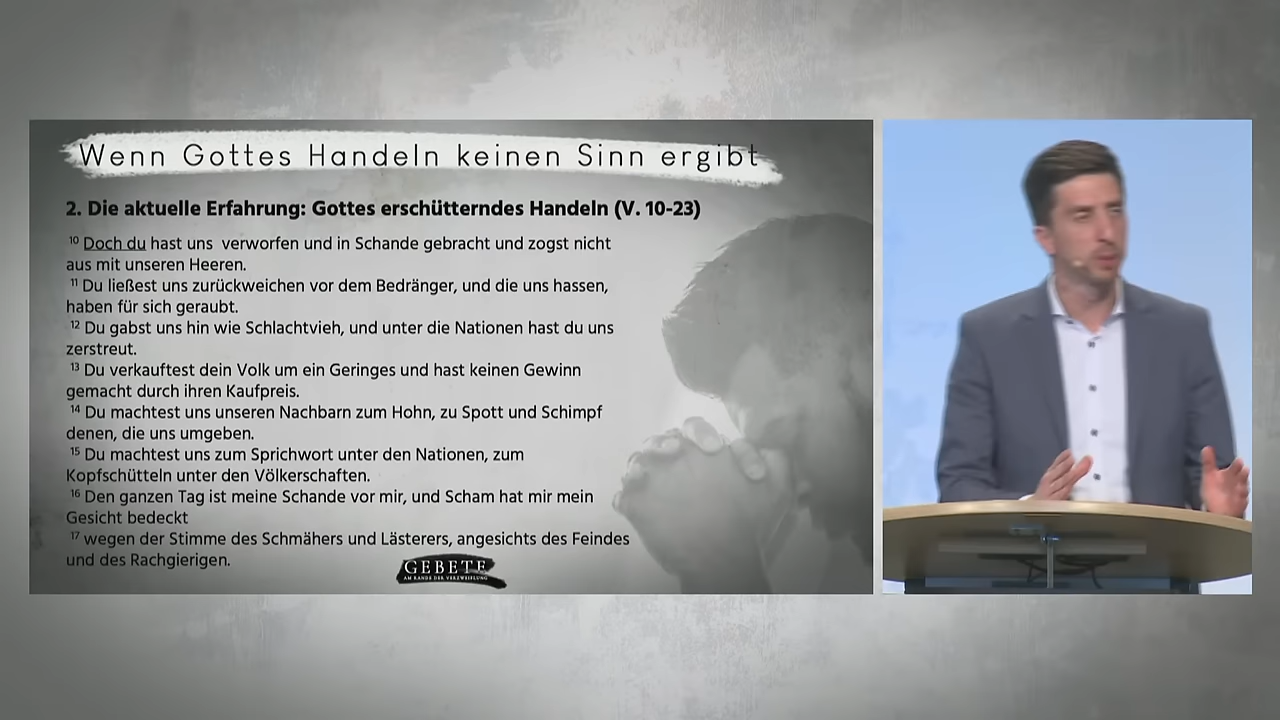 Wenn Gottes Handeln keinen Sinn ergibt
2. Die aktuelle Erfahrung: Gottes erschütterndes Handeln (V. 10-23)
¹⁰ Doch du hast uns verworfen und in Schande gebracht und zogst nicht
aus mit unseren Heeren.
¹¹ Du ließest uns zurückweichen vor dem Bedränger, und die uns hassen,
haben für sich geraubt.
¹² Du gabst uns hin wie Schlachtvieh, und unter die Nationen hast du uns
zerstreut.
¹³ Du verkauftest dein Volk um ein Geringes und hast keinen Gewinn
gemacht durch ihren Kaufpreis.
¹⁴ Du machtest uns unseren Nachbarn zum Hohn, zu Spott und Schimpf
denen, die uns umgeben.
¹⁵ Du machtest uns zum Sprichwort unter den Nationen, zum
Kopfschütteln unter den Völkerschaften.
¹⁶ Den ganzen Tag ist meine Schande vor mir, und Scham hat mir mein
Gesicht bedeckt
¹⁷ wegen der Stimme des Schmähers und Lästerers, angesichts des Feindes
und des Rachgierigen.
GEBETE
AM RANDE DER VERZWEIFLUNG